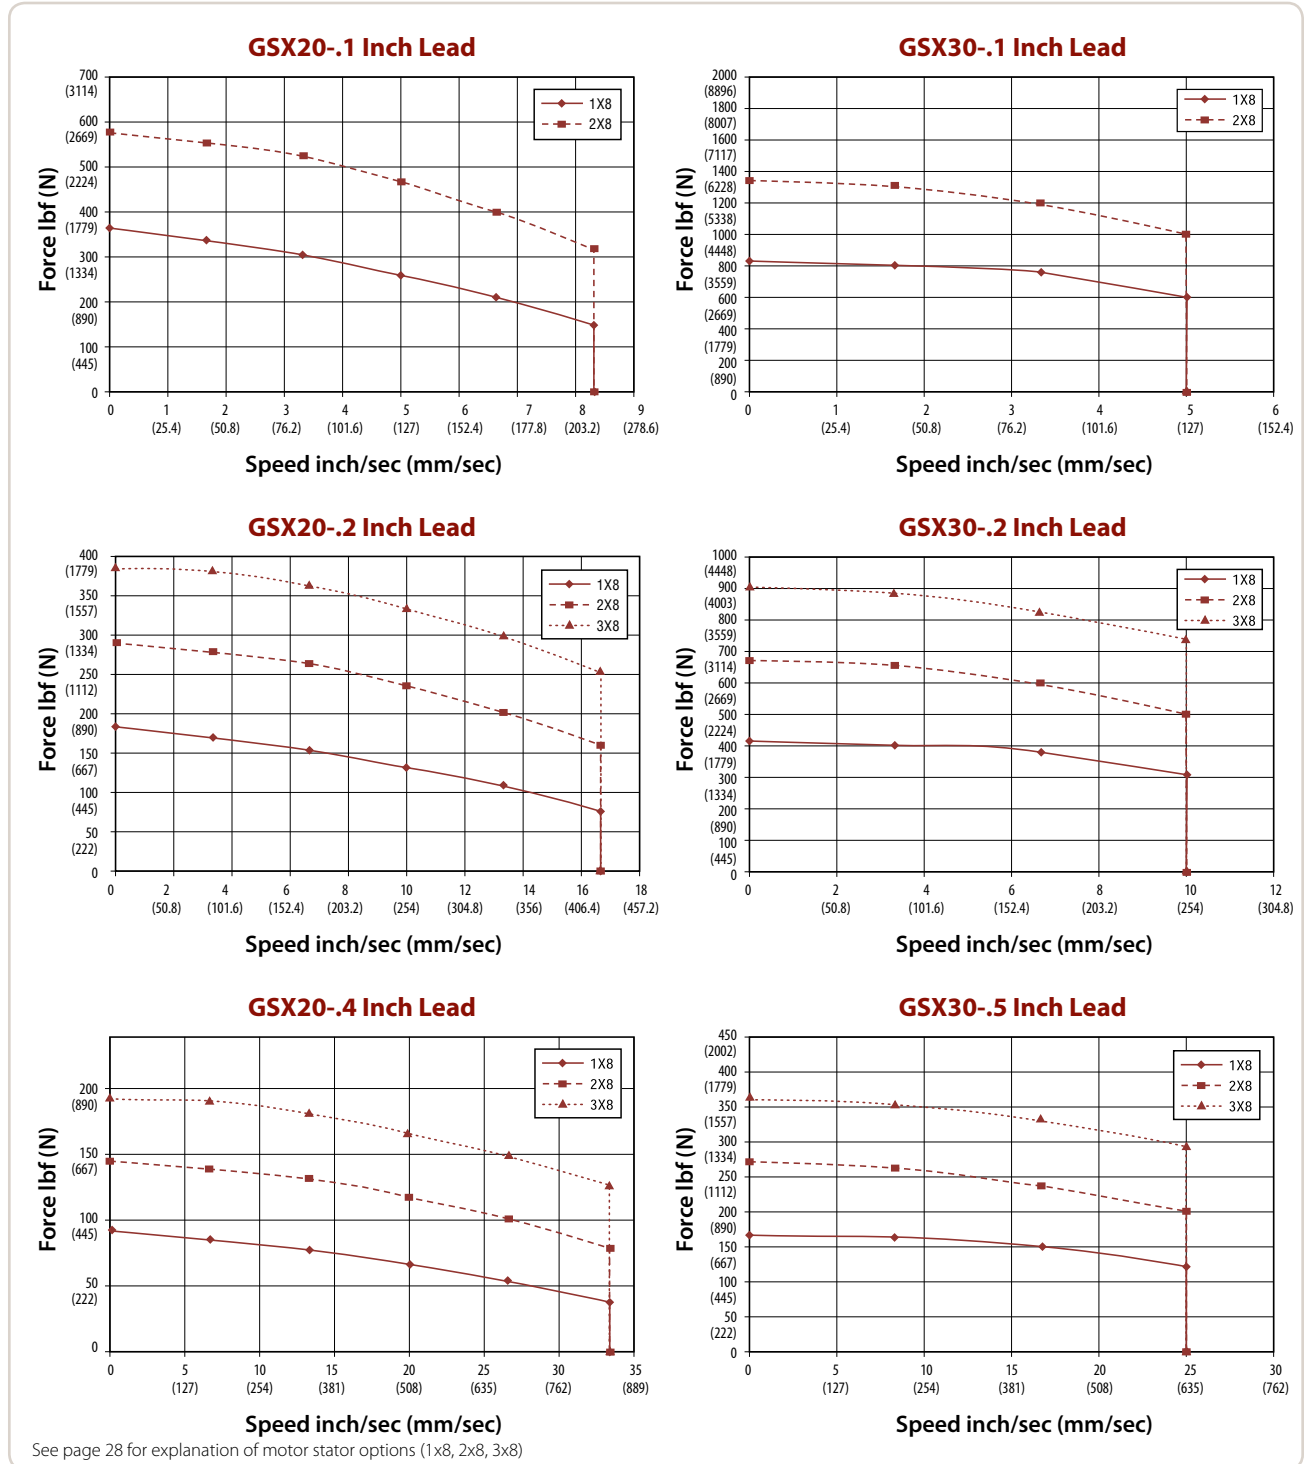 GSX20-.1 Inch Lead
Force lbf (N)
700
(3114)
600
(2669)
500
(2224)
400
(1779)
300
(1334)
200
(890)
100
(445)
0
1X8
2X8
0 1 2 3 4 5 6 7 8 9
(25.4) (50.8) (76.2) (101.6) (127) (152.4) (177.8) (203.2) (278.6)
Speed inch/sec (mm/sec)
GSX30-.1 Inch Lead
Force lbf (N)
2000
(8896)
1800
(8007)
1600
(7117)
1400
(6228)
1200
(5338)
1000
(4448)
800
(3559)
600
(2669)
400
(1779)
200
(890)
0
1X8
2X8
0 1 2 3 4 5 6
(25.4) (50.8) (76.2) (101.6) (127) (152.4)
Speed inch/sec (mm/sec)
GSX20-.2 Inch Lead
Force lbf (N)
400
(1779)
350
(1557)
300
(1334)
250
(1112)
200
(890)
150
(667)
100
(445)
50
(222)
0
1X8
2X8
3X8
0 2 4 6 8 10 12 14 16 18
(50.8) (101.6) (152.4) (203.2) (254) (304.8) (356) (406.4) (457.2)
Speed inch/sec (mm/sec)
GSX30-.2 Inch Lead
Force lbf (N)
1000
(4448)
900
(4003)
800
(3559)
700
(3114)
600
(2669)
500
(2224)
400
(1779)
300
(1334)
200
(890)
100
(445)
0
1X8
2X8
3X8
0 2 4 6 8 10 12
(50.8) (101.6) (152.4) (203.2) (254) (304.8)
Speed inch/sec (mm/sec)
GSX20-.4 Inch Lead
Force lbf (N)
200
(890)
150
(667)
100
(445)
50
(222)
0
1X8
2X8
3X8
0 5 10 15 20 25 30 35
(127) (254) (381) (508) (635) (762) (889)
Speed inch/sec (mm/sec)
GSX30-.5 Inch Lead
Force lbf (N)
450
(2002)
400
(1779)
350
(1557)
300
(1334)
250
(1112)
200
(890)
150
(667)
100
(445)
50
(222)
0
1X8
2X8
3X8
0 5 10 15 20 25 30
(127) (254) (381) (508) (635) (762)
Speed inch/sec (mm/sec)
See page 28 for explanation of motor stator options (1x8, 2x8, 3x8)